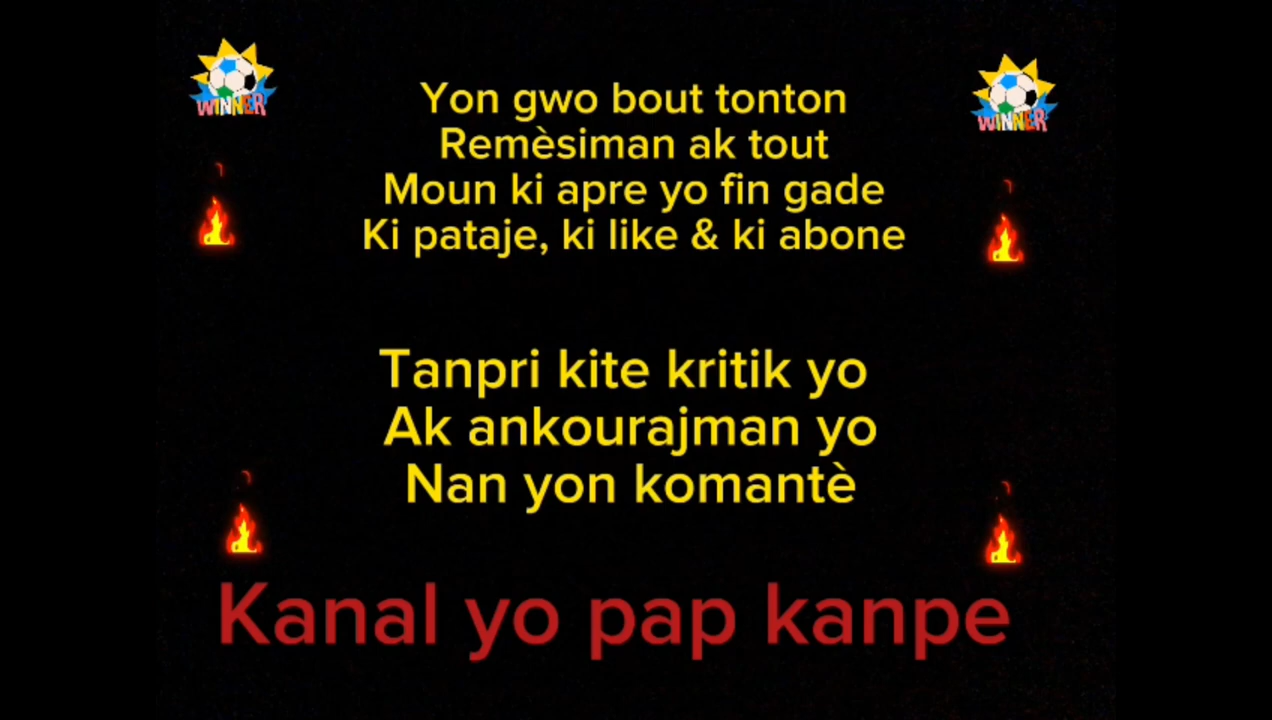 WINNER
WINNER
Yon gwo bout tonton
Remèsiman ak tout
Moun ki apre yo fin gade
Ki pataje, ki like & ki abone
Tanpri kite kritik yo
Ak ankourajman yo
Nan yon komantè
Kanal yo pap kanpe